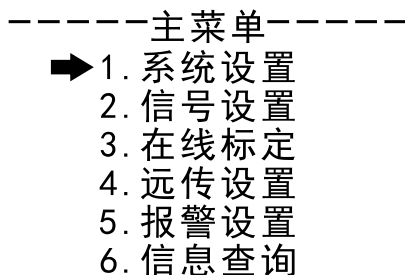 -----主菜单-----
➡1.系统设置
2.信号设置
3.在线标定
4.远传设置
5.报警设置
6.信息查询